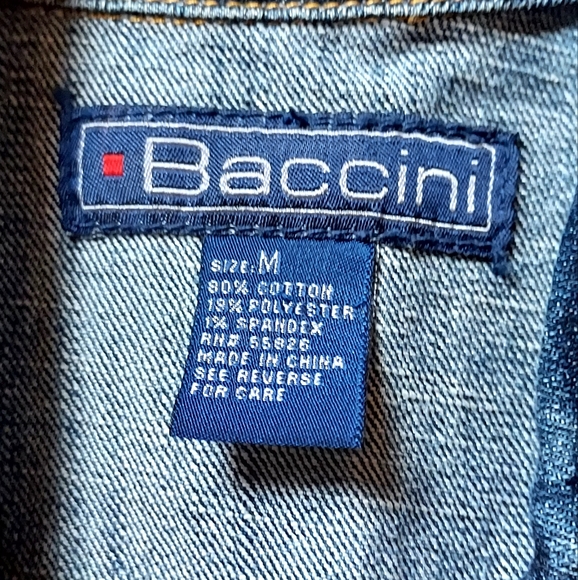 Baccini
SIZE: M
80% COTTON
19% POLYESTER
1% SPANDEX
RN# 55826
MADE IN CHINA
SEE REVERSE
FOR CARE